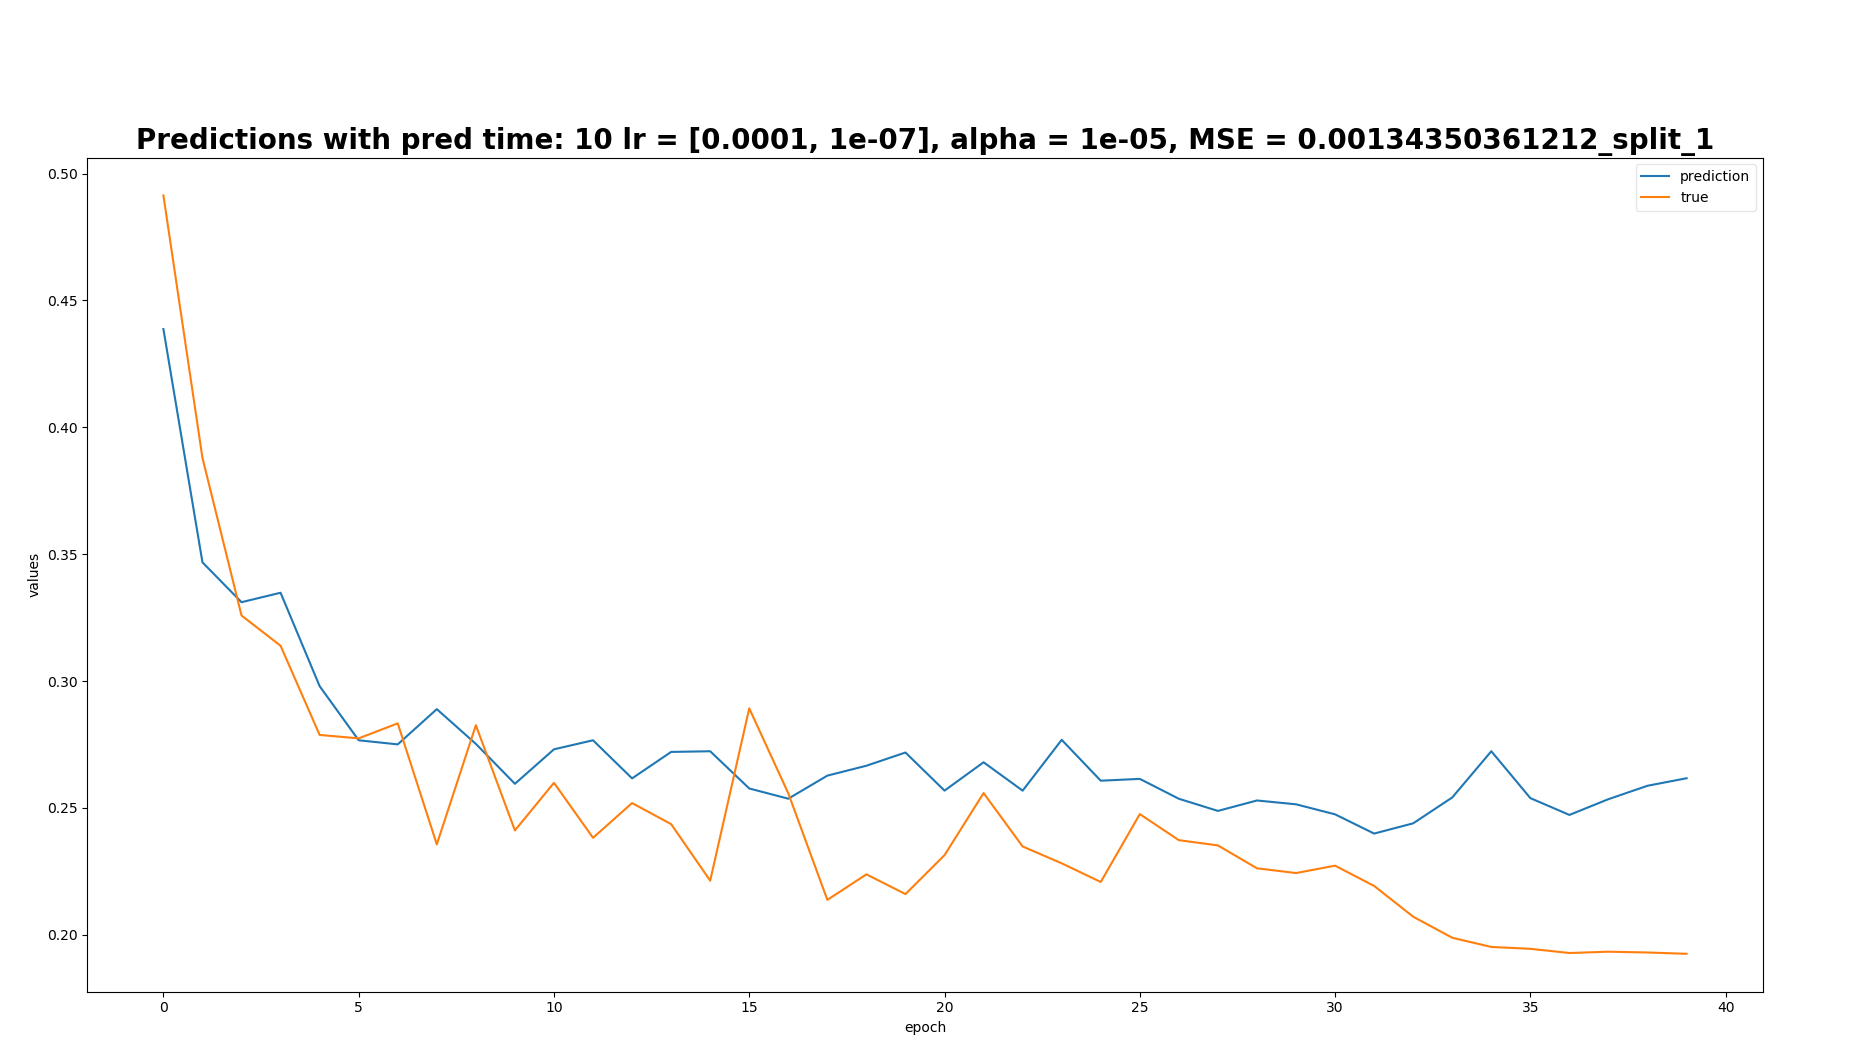 Predictions with pred time: 10 lr = [0.0001, 1e-07], alpha = 1e-05, MSE = 0.00134350361212_split_1
prediction
true
0.50
0.45
0.40
0.35
0.30
0.25
0.20
values
0 5 10 15 20 25 30 35 40
epoch